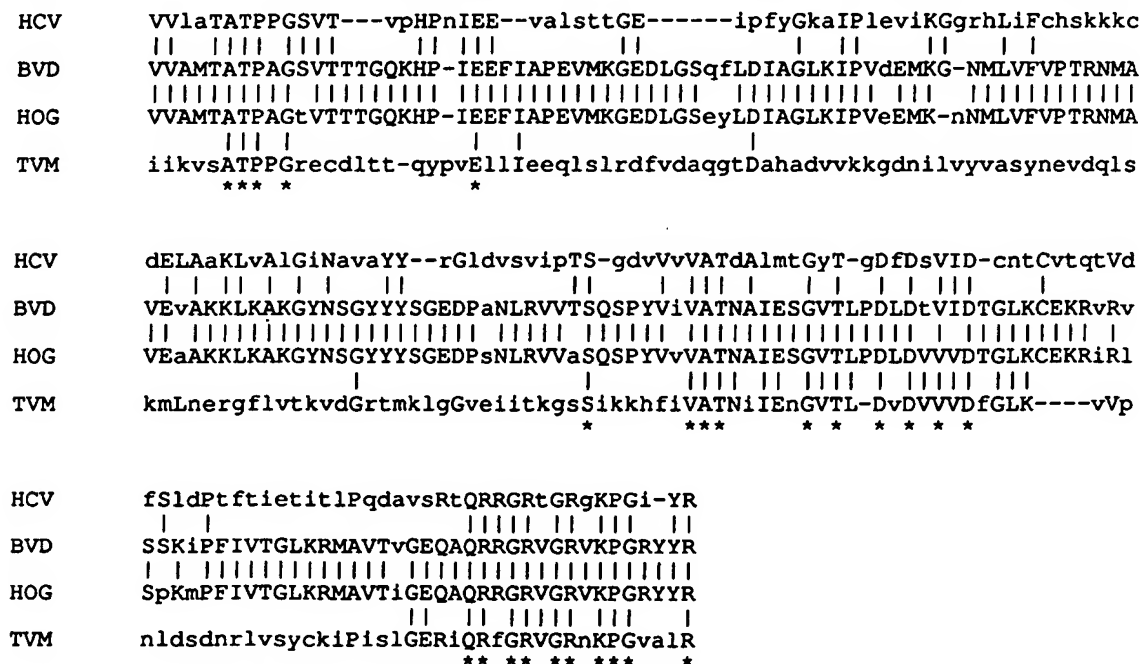 HCV VVlaTATPPGSVT---vpHPnIEE--valsttGE------ipfyGkaIPlevikGgrhLiFchskkkc
BVD VVAMTATPAGSVTTTGQKHP-IEEFIAPEVMKGEDLGSqfLDIAGLKIPVdEMKG-NMLVFVPTRNMA
HOG VVAMTATPAGtVTTTGQKHP-IEEFIAPEVMKGEDLGSeyLDIAGLKIPVeEMK-nNMLVFVPTRNMA
TVM iikvsATPPGrecdltt-qypvEllIeeqlslrdfvdaqgtDahadvvkkgdnilvyvasynevdqls
*** * *
HCV dELAaKLvAlGiNavaYY--rGldvsvipTS-gdvVvVATdAlmtGyT-gDfDsVID-cntCvtqtVd
BVD VEvAKKLKAKGYNSGYYYSGEDPaNLRVVTSQSPYViVATNAIESGVTLPDLDtVIDTGLKCEKRvRv
HOG VEaAKKLKAKGYNSGYYYSGEDPsNLRVVaSQSPYVvVATNAIESGVTLPDLDVVVDTGLKCEKRiRl
TVM kmLnergflvtkvdGrtmklgGveiitkgsSikkhfivATNiIEnGVTL-DvDVVVDfGLK----vVp
* *** * * * * * *
HCV fSldPtftietitlPqdavsRtQRRGRtGRgKPGi-YR
BVD SSKiPFIVTGLKRMAVTvGEQAQRRGRVGRVKPGRYYR
HOG SpKmPFIVTGLKRMAVTiGEQAQRRGRVGRVKPGRYYR
TVM nldsdnrlvsyckiPislGERiQRfGRVGRnKPGvalR
** ** ** *** *